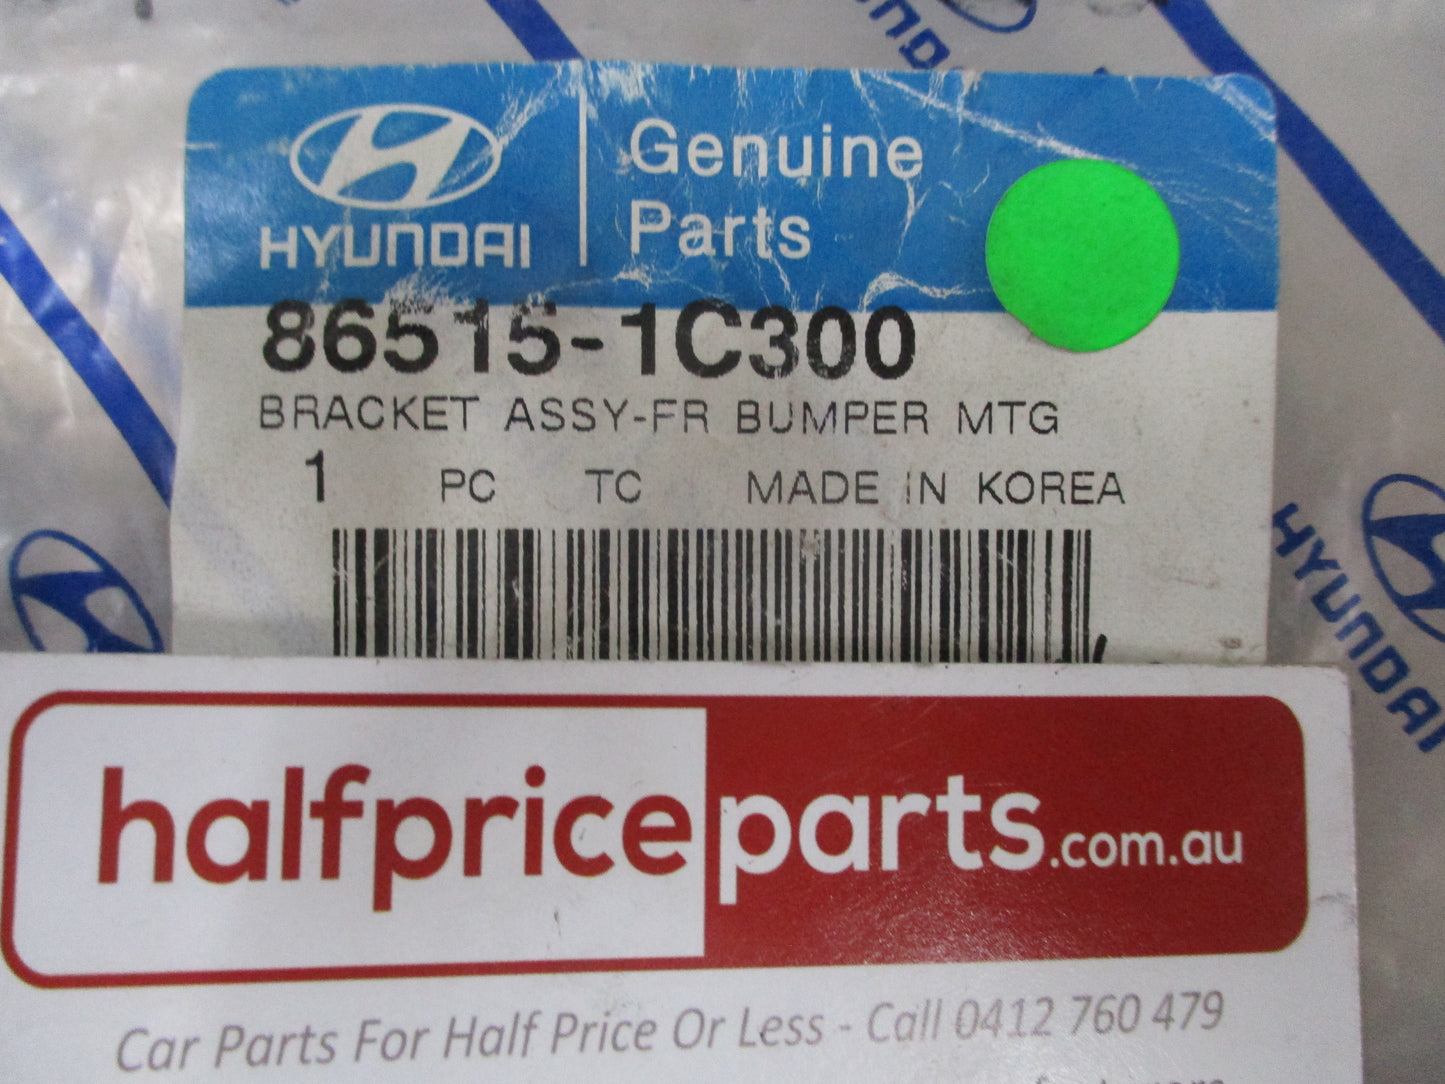 HYUNDAI
Genuine
Parts
86515-1C300
BRACKET ASSY-FR BUMPER MTG
1 PC TC MADE IN KOREA
HYUNDAI
halfpriceparts.com.au
Car Parts For Half Price Or Less - Call 0412 760 479